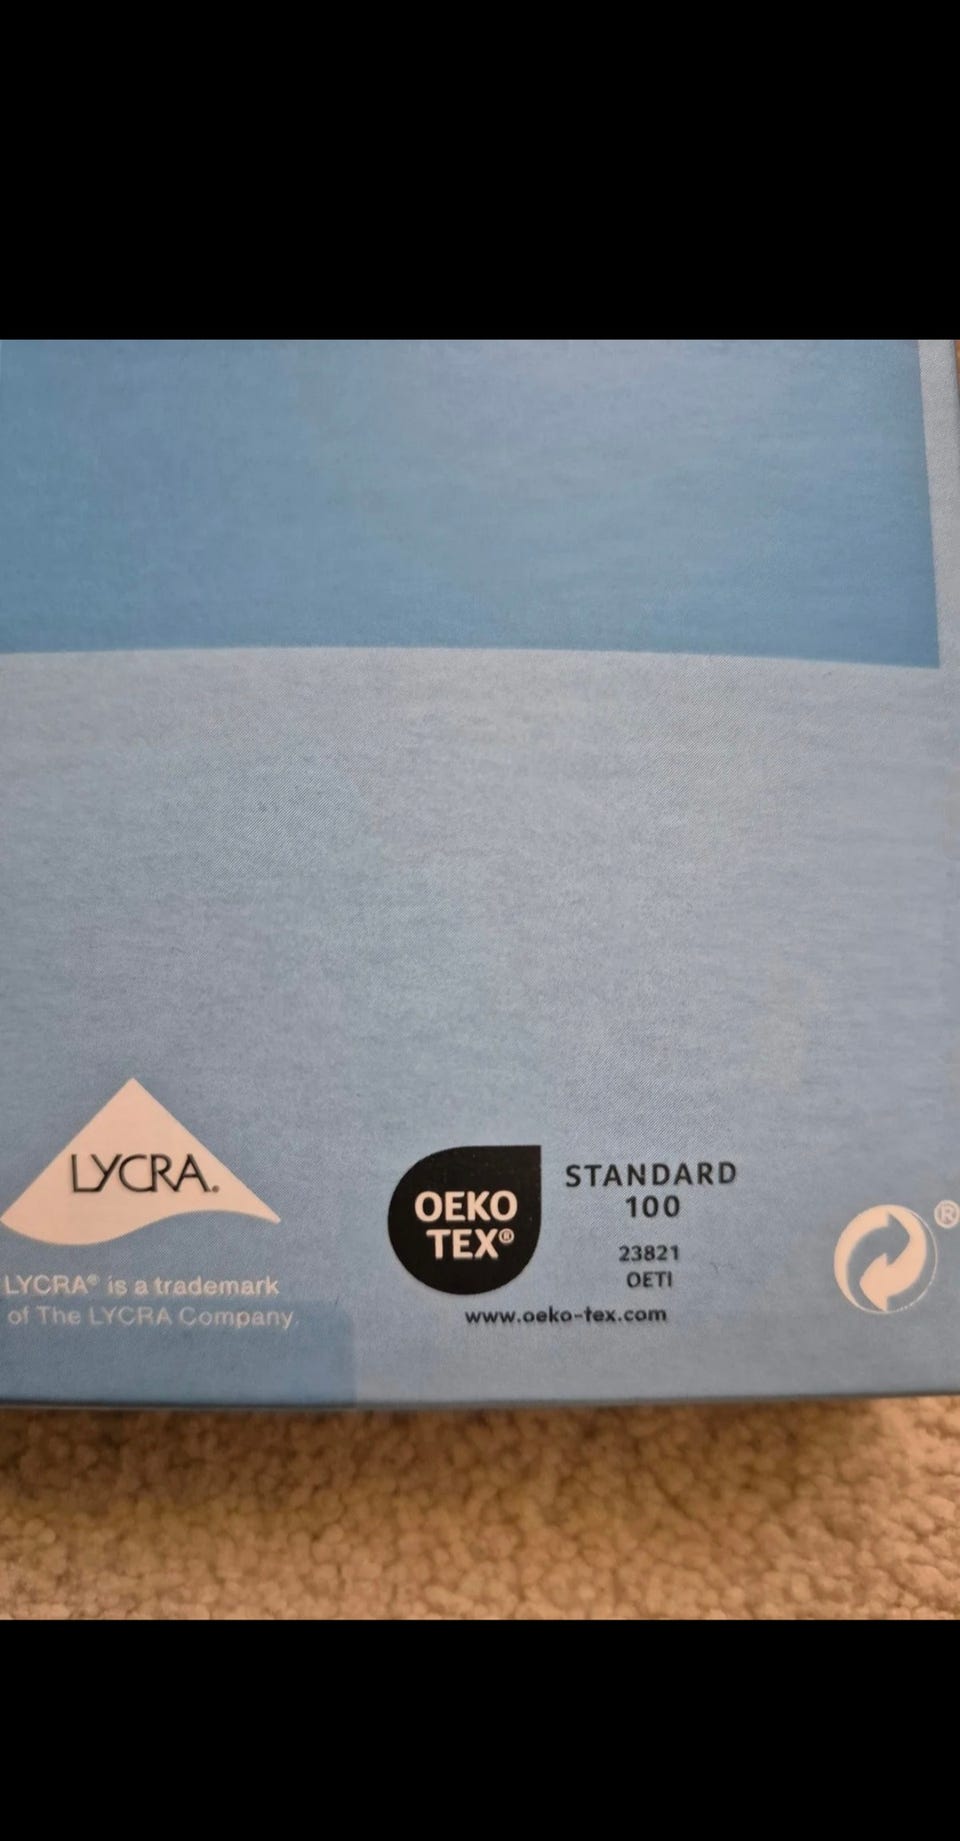 LYCRA®
LYCRA® is a trademark
of The LYCRA Company.
OEKO
TEX®
STANDARD
100
23821
OETI
www.oeko-tex.com
®